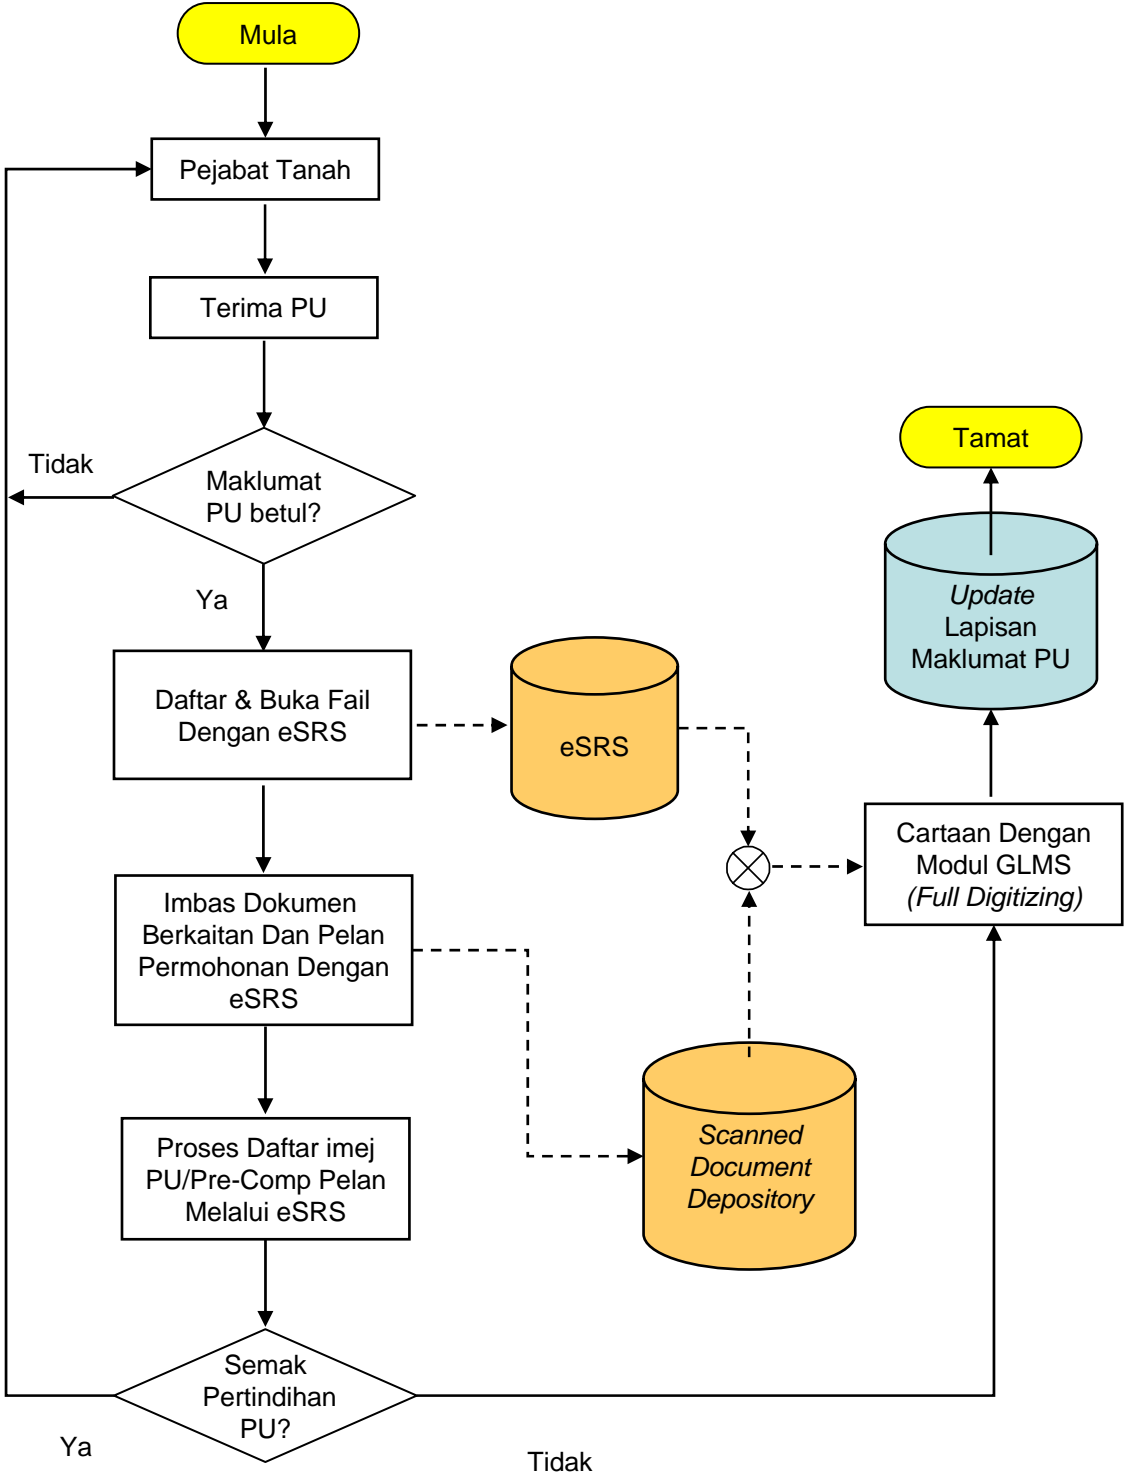 Mula
Pejabat Tanah
Terima PU
Tidak
Maklumat
PU betul?
Ya
Daftar & Buka Fail
Dengan eSRS
eSRS
Imbas Dokumen
Berkaitan Dan Pelan
Permohonan Dengan
eSRS
Scanned
Document
Depository
Proses Daftar imej
PU/Pre-Comp Pelan
Melalui eSRS
Semak
Pertindihan
PU?
Ya
Tidak
Cartaan Dengan
Modul GLMS
(Full Digitizing)
Update
Lapisan
Maklumat PU
Tamat